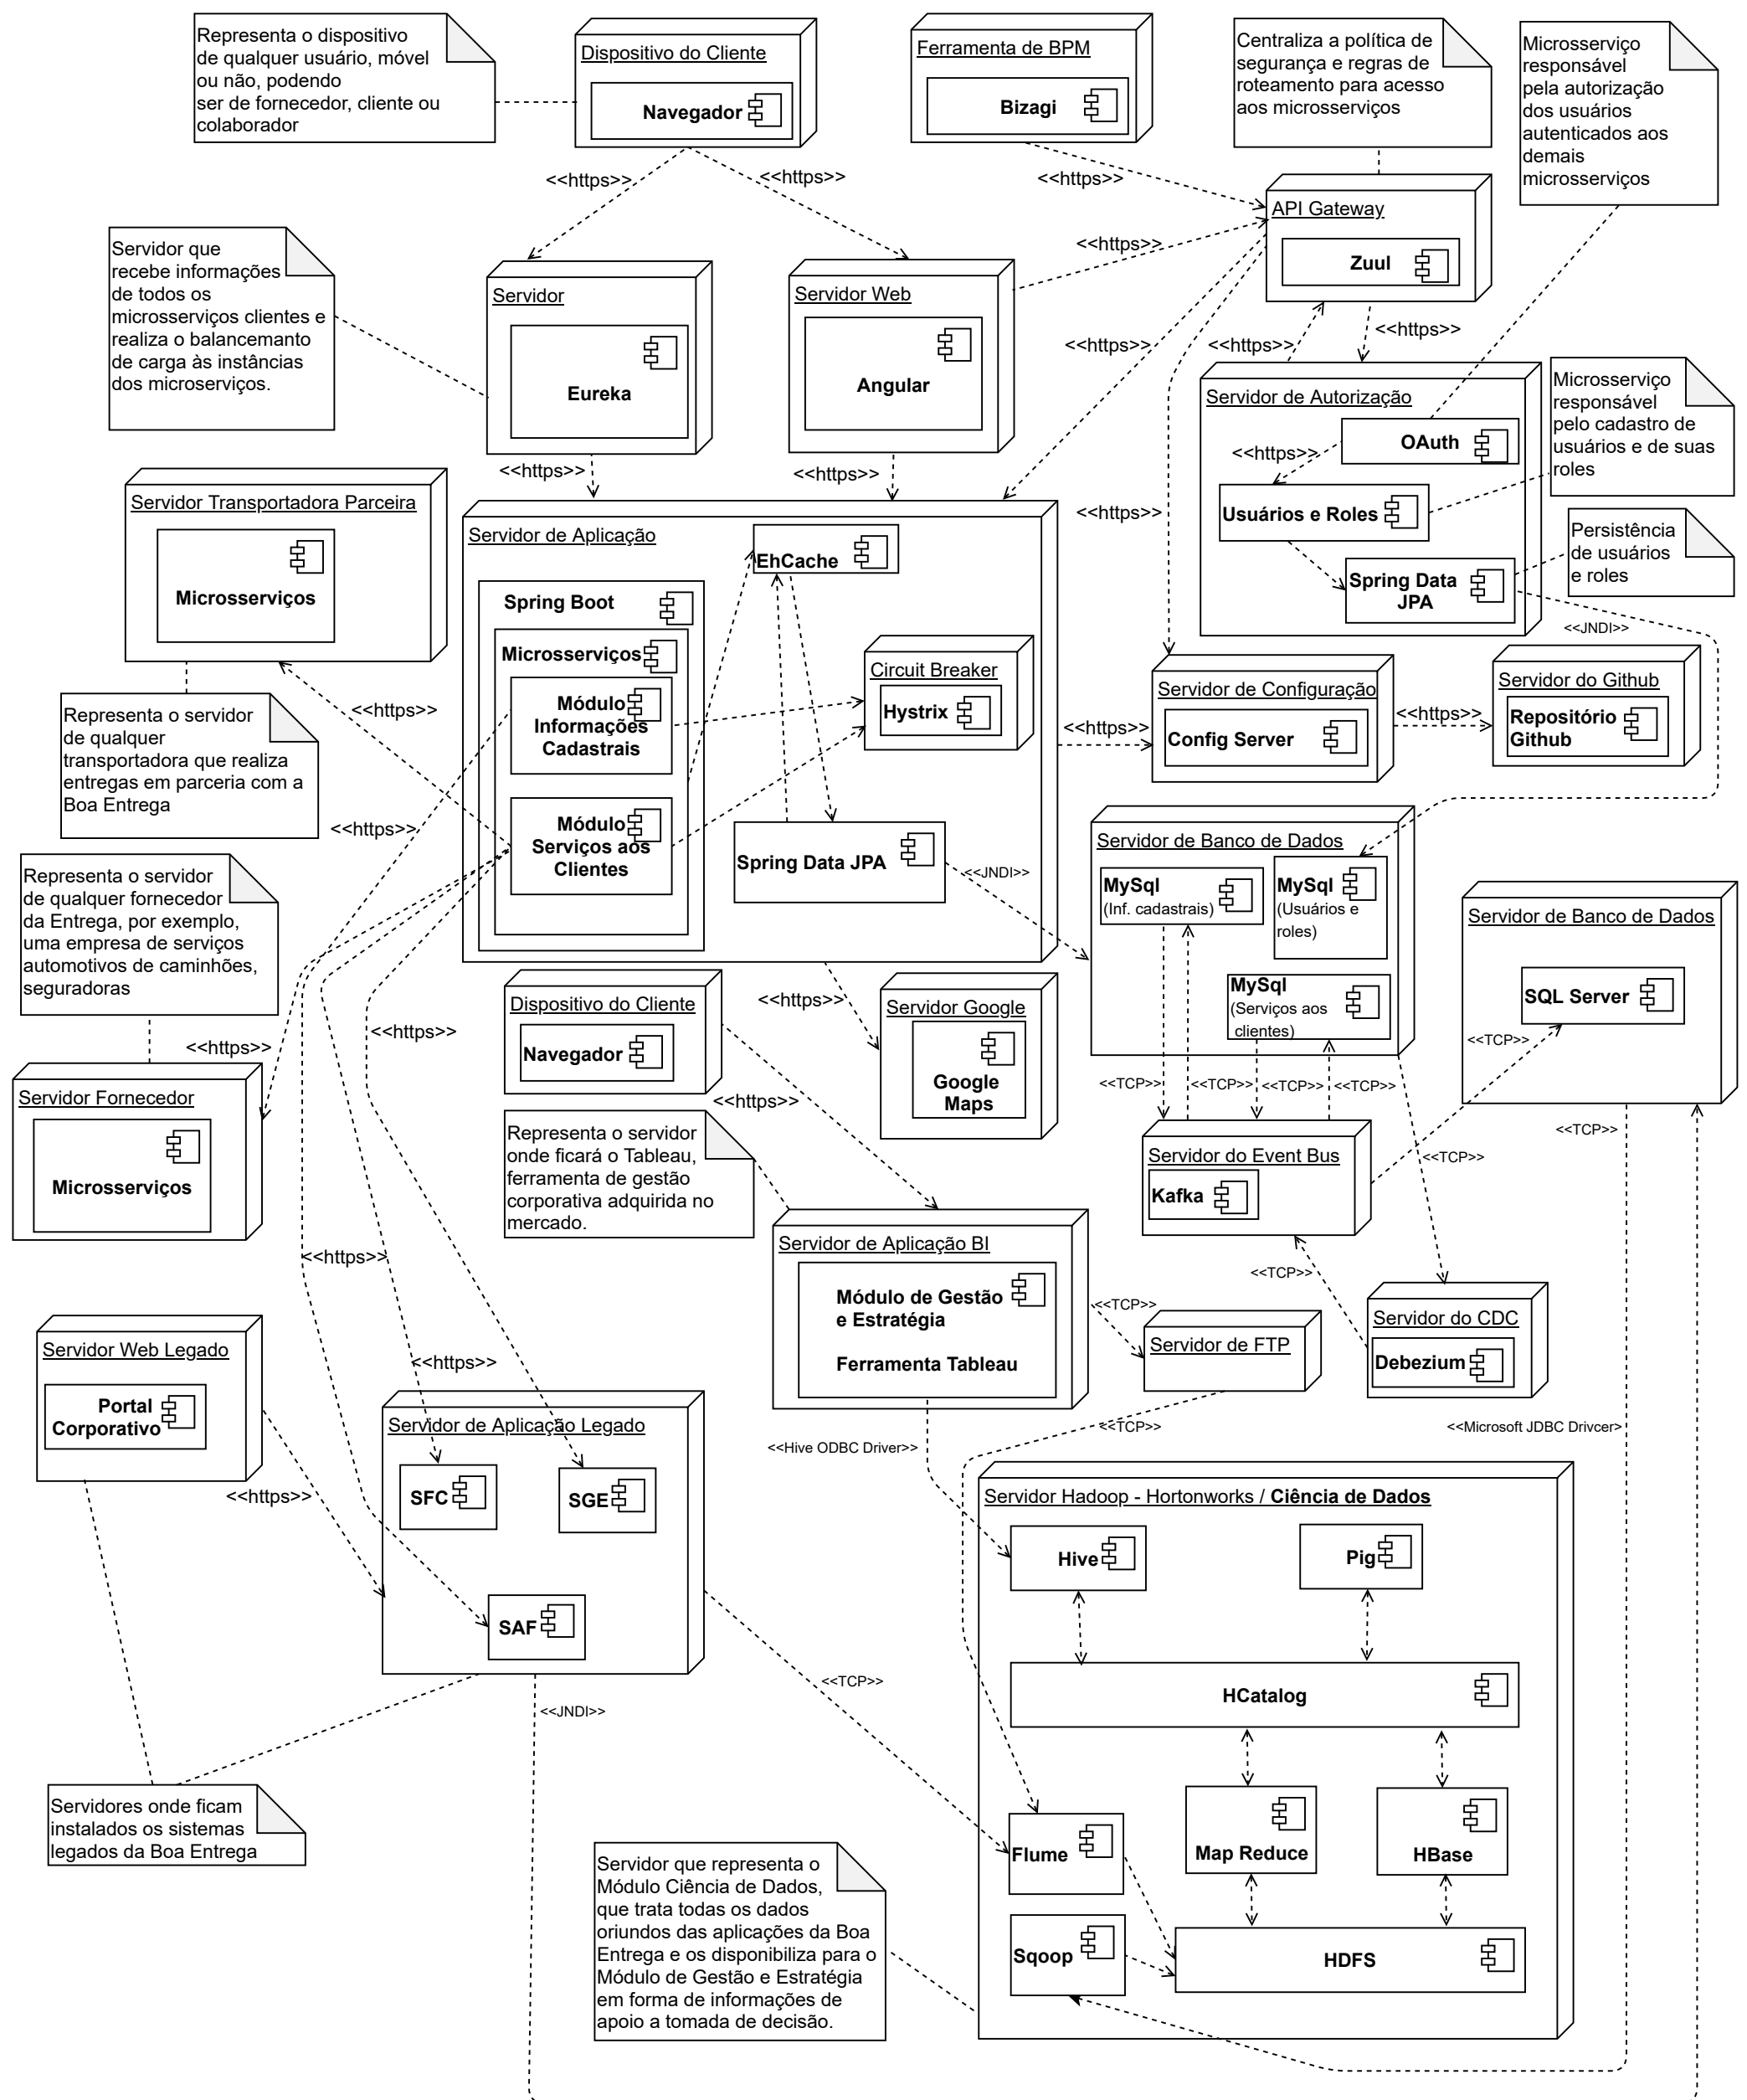 Representa o dispositivo
de qualquer usuário, móvel
ou não, podendo
ser de fornecedor, cliente ou
colaborador
Dispositivo do Cliente
Navegador
Ferramenta de BPM
Bizagi
Centraliza a política de
segurança e regras de
roteamento para acesso
aos microsserviços
Microsserviço
responsável
pela autorização
dos usuários
autenticados aos
demais
microsserviços
<<https>>
<<https>>
<<https>>
API Gateway
Zuul
<<https>>
Servidor que
recebe informações
de todos os
microsserviços clientes e
realiza o balancemanto
de carga às instâncias
dos microserviços.
Servidor
Eureka
Servidor Web
Angular
<<https>>
<<https>>
<<https>>
Servidor de Autorização
OAuth
<<https>>
Usuários e Roles
Spring Data
JPA
Microsserviço
responsável
pelo cadastro de
usuários e de suas
roles
Persistência
de usuários
e roles
<<JNDI>>
<<https>>
<<https>>
<<https>>
Servidor Transportadora Parceira
Microsserviços
Servidor de Aplicação
EhCache
Spring Boot
Microsserviços
Módulo
Informações
Cadastrais
Módulo
Serviços aos
Clientes
Circuit Breaker
Hystrix
Spring Data JPA
<<JNDI>>
<<https>>
Servidor de Configuração
Config Server
<<https>>
Servidor do Github
Repositório
Github
Representa o servidor
de qualquer
transportadora que realiza
entregas em parceria com a
Boa Entrega
<<https>>
<<https>>
Representa o servidor
de qualquer fornecedor
da Entrega, por exemplo,
uma empresa de serviços
automotivos de caminhões,
seguradoras
<<https>>
Servidor Fornecedor
Microsserviços
Servidor de Banco de Dados
MySql
(Inf. cadastrais)
MySql
(Usuários e
roles)
MySql
(Serviços aos
clientes)
Servidor de Banco de Dados
SQL Server
<<TCP>>
<<https>>
Dispositivo do Cliente
Navegador
<<https>>
Servidor Google
Google
Maps
<<https>>
<<TCP>>
<<TCP>>
<<TCP>>
<<TCP>>
<<TCP>>
Representa o servidor
onde ficará o Tableau,
ferramenta de gestão
corporativa adquirida no
mercado.
Servidor do Event Bus
Kafka
<<TCP>>
<<TCP>>
Servidor de Aplicação BI
Módulo de Gestão
e Estratégia
Ferramenta Tableau
<<TCP>>
Servidor de FTP
Servidor do CDC
Debezium
<<https>>
<<https>>
Servidor Web Legado
Portal
Corporativo
<<https>>
Servidor de Aplicação Legado
SFC
SGE
SAF
<<Hive ODBC Driver>>
<<TCP>>
<<Microsoft JDBC Drivcer>
Servidor Hadoop - Hortonworks / Ciência de Dados
Hive
Pig
HCatalog
Map Reduce
HBase
Flume
Sqoop
HDFS
<<TCP>>
<<JNDI>>
Servidores onde ficam
instalados os sistemas
legados da Boa Entrega
Servidor que representa o
Módulo Ciência de Dados,
que trata todas os dados
oriundos das aplicações da Boa
Entrega e os disponibiliza para o
Módulo de Gestão e Estratégia
em forma de informações de
apoio a tomada de decisão.